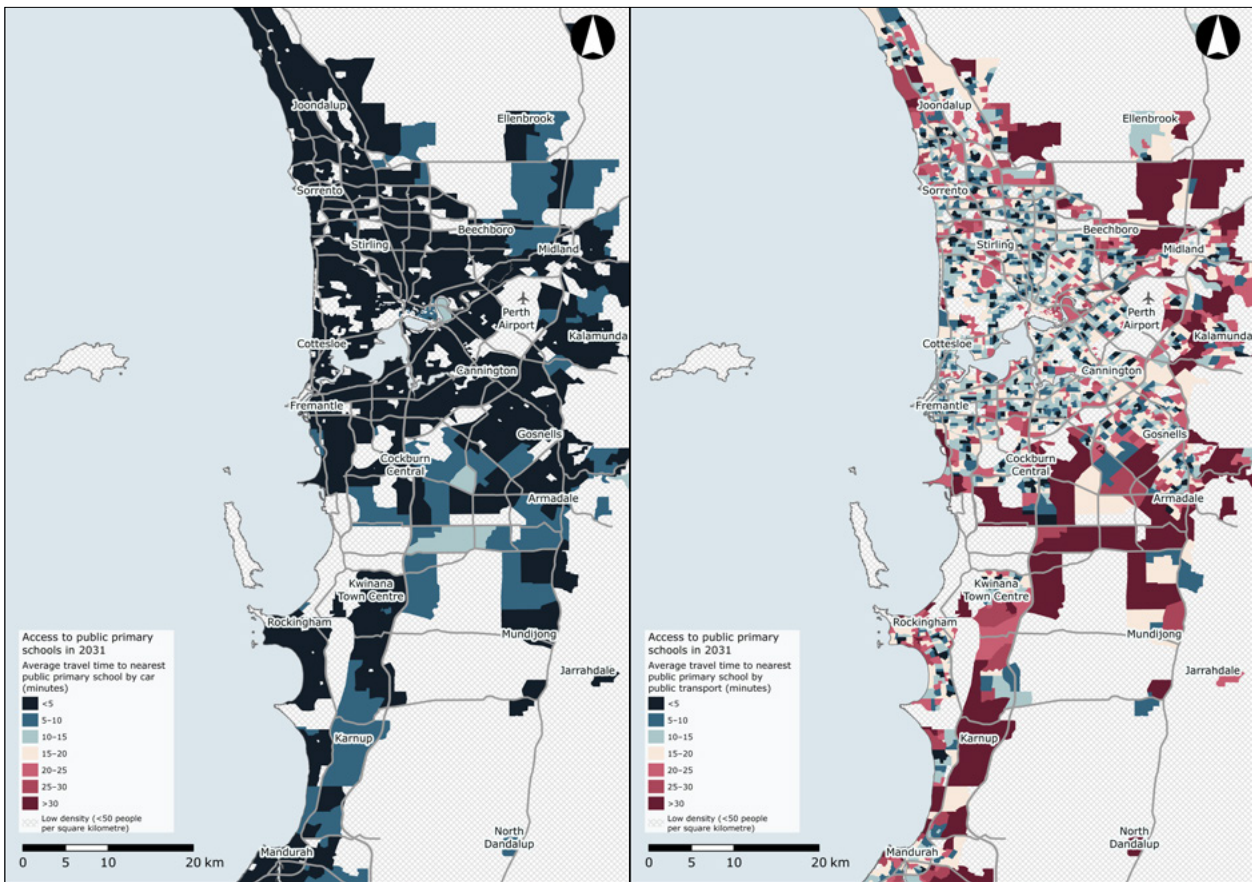 Joondalup
Ellenbrook
Sorrento
Beechboro
Stirling
Midland
Perth
Airport
Kalamunda
Cottesloe
Cannington
Fremantle
Gosnells
Cockburn
Central
Armadale
Kwinana
Town Centre
Rockingham
Mundijong
Jarrahdale
Karnup
North
Dandalup
Mandurah
Access to public primary
schools in 2031
Average travel time to nearest
public primary school by car
(minutes)
<5
5–10
10–15
15–20
20–25
25–30
>30
Low density (<50 people
per square kilometre)
0 5 10 20 km
Joondalup
Ellenbrook
Sorrento
Beechboro
Stirling
Midland
Perth
Airport
Kalamunda
Cottesloe
Cannington
Fremantle
Gosnells
Cockburn
Central
Armadale
Kwinana
Town Centre
Rockingham
Mundijong
Jarrahdale
Karnup
North
Dandalup
Mandurah
Access to public primary
schools in 2031
Average travel time to nearest
public primary school by
public transport (minutes)
<5
5–10
10–15
15–20
20–25
25–30
>30
Low density (<50 people
per square kilometre)
0 5 10 20 km